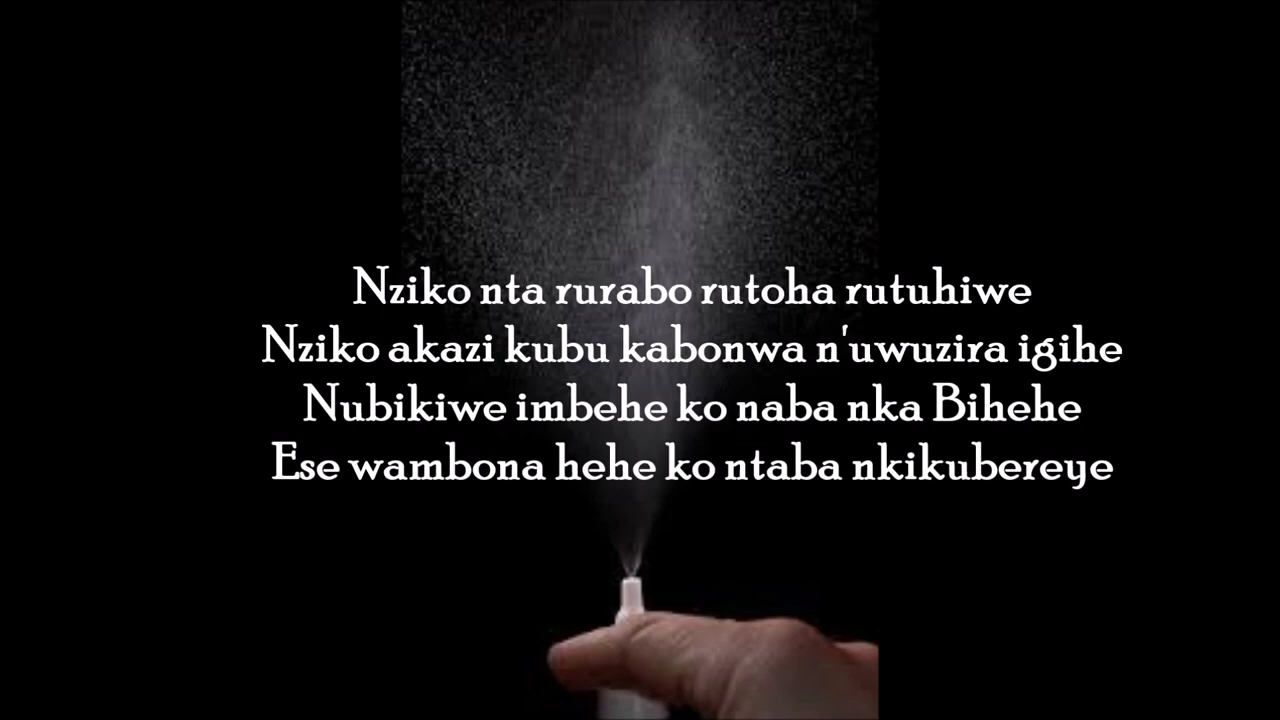 Nziko nta rurabo rutoha rutuhiwe
Nziko akazi kubu kabonwa n'uwuzira igihe
Nubikiwe imbehe ko naba nka Bihehe
Ese wambona hehe ko ntaba nkikubereye